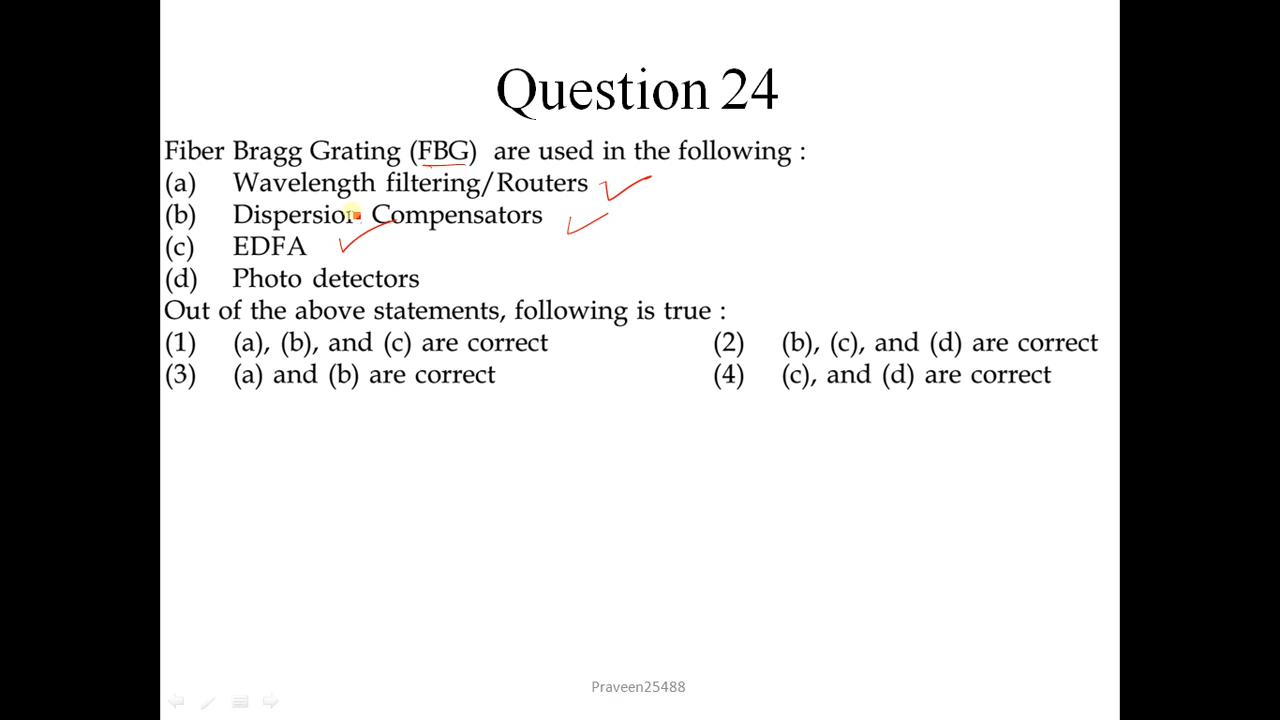 Question 24
Fiber Bragg Grating (FBG) are used in the following :
(a) Wavelength filtering/Routers
(b) Dispersion Compensators
(c) EDFA
(d) Photo detectors
Out of the above statements, following is true :
(1) (a), (b), and (c) are correct (2) (b), (c), and (d) are correct
(3) (a) and (b) are correct (4) (c), and (d) are correct
Praveen25488